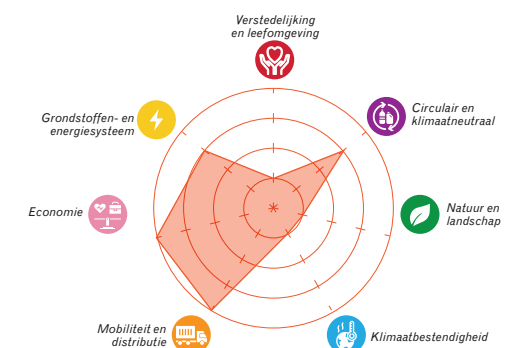 Verstedelijking
en leefomgeving
Circulair en
klimaatneutraal
Grondstoffen- en
energiesysteem
Economie
Natuur en
landschap
Mobiliteit en
distributie
Klimaatbestendigheid